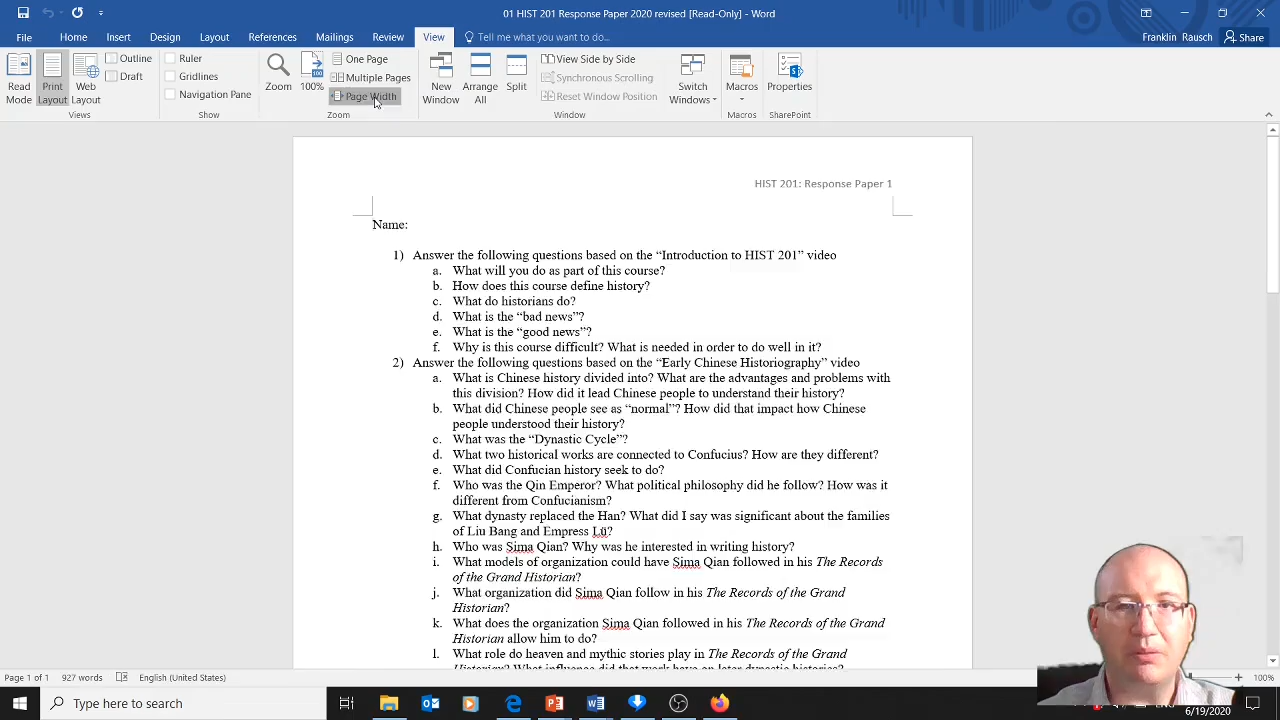 01 HIST 201 Response Paper 2020 revised [Read-Only] - Word
File Home Insert Design Layout References Mailings Review View Tell me what you want to do... Franklin Rausch Share
Read Mode
Print Layout
Web Layout
Outline
Draft
Views
Ruler
Gridlines
Navigation Pane
Show
Zoom
100
100%
One Page
Multiple Pages
Page Width
Zoom
New Window
Arrange All
Split
View Side by Side
Synchronous Scrolling
Reset Window Position
Window
Switch Windows
Macros
Macros
Properties
SharePoint
HIST 201: Response Paper 1
Name:
1) Answer the following questions based on the “Introduction to HIST 201” video
a. What will you do as part of this course?
b. How does this course define history?
c. What do historians do?
d. What is the “bad news”?
e. What is the “good news”?
f. Why is this course difficult? What is needed in order to do well in it?
2) Answer the following questions based on the “Early Chinese Historiography” video
a. What is Chinese history divided into? What are the advantages and problems with
this division? How did it lead Chinese people to understand their history?
b. What did Chinese people see as “normal”? How did that impact how Chinese
people understood their history?
c. What was the “Dynastic Cycle”?
d. What two historical works are connected to Confucius? How are they different?
e. What did Confucian history seek to do?
f. Who was the Qin Emperor? What political philosophy did he follow? How was it
different from Confucianism?
g. What dynasty replaced the Han? What did I say was significant about the families
of Liu Bang and Empress Lü?
h. Who was Sima Qian? Why was he interested in writing history?
i. What models of organization could have Sima Qian followed in his The Records
of the Grand Historian?
j. What organization did Sima Qian follow in his The Records of the Grand
Historian?
k. What does the organization Sima Qian followed in his The Records of the Grand
Historian allow him to do?
l. What role do heaven and mythic stories play in The Records of the Grand
Historian? What influence did that work have on later dynastic histories?
Page 1 of 1 927 words English (United States) 100%
Type here to search
6/19/2020